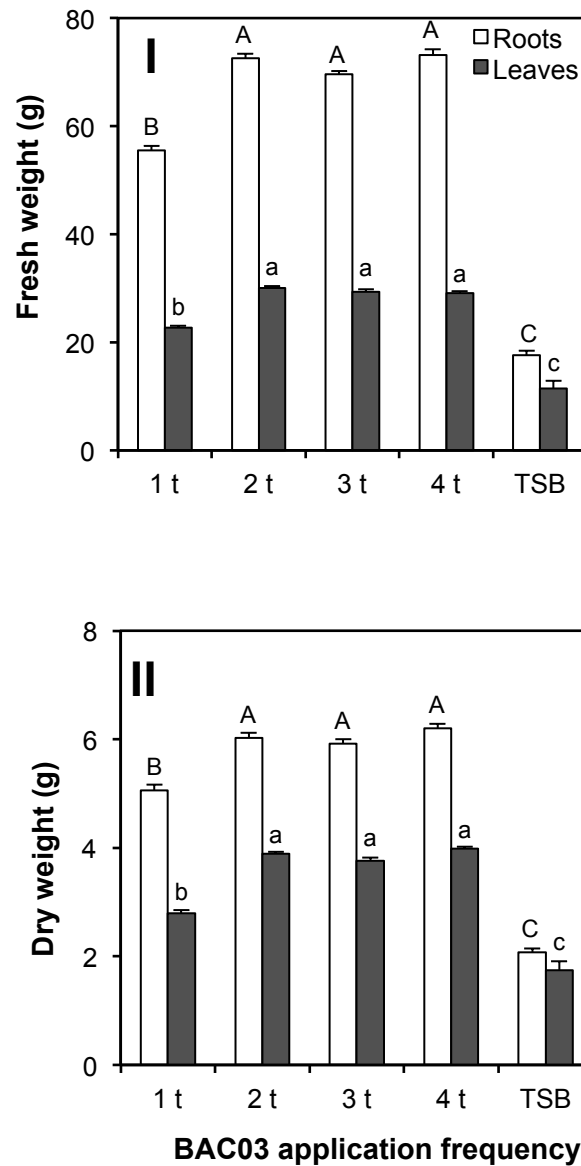 I
Roots
Leaves
Fresh weight (g)
80
60
40
20
0
B
b
A
a
A
a
A
a
C
c
1 t 2 t 3 t 4 t TSB
II
Dry weight (g)
8
6
4
2
0
B
b
A
a
A
a
A
a
C
c
1 t 2 t 3 t 4 t TSB
BAC03 application frequency